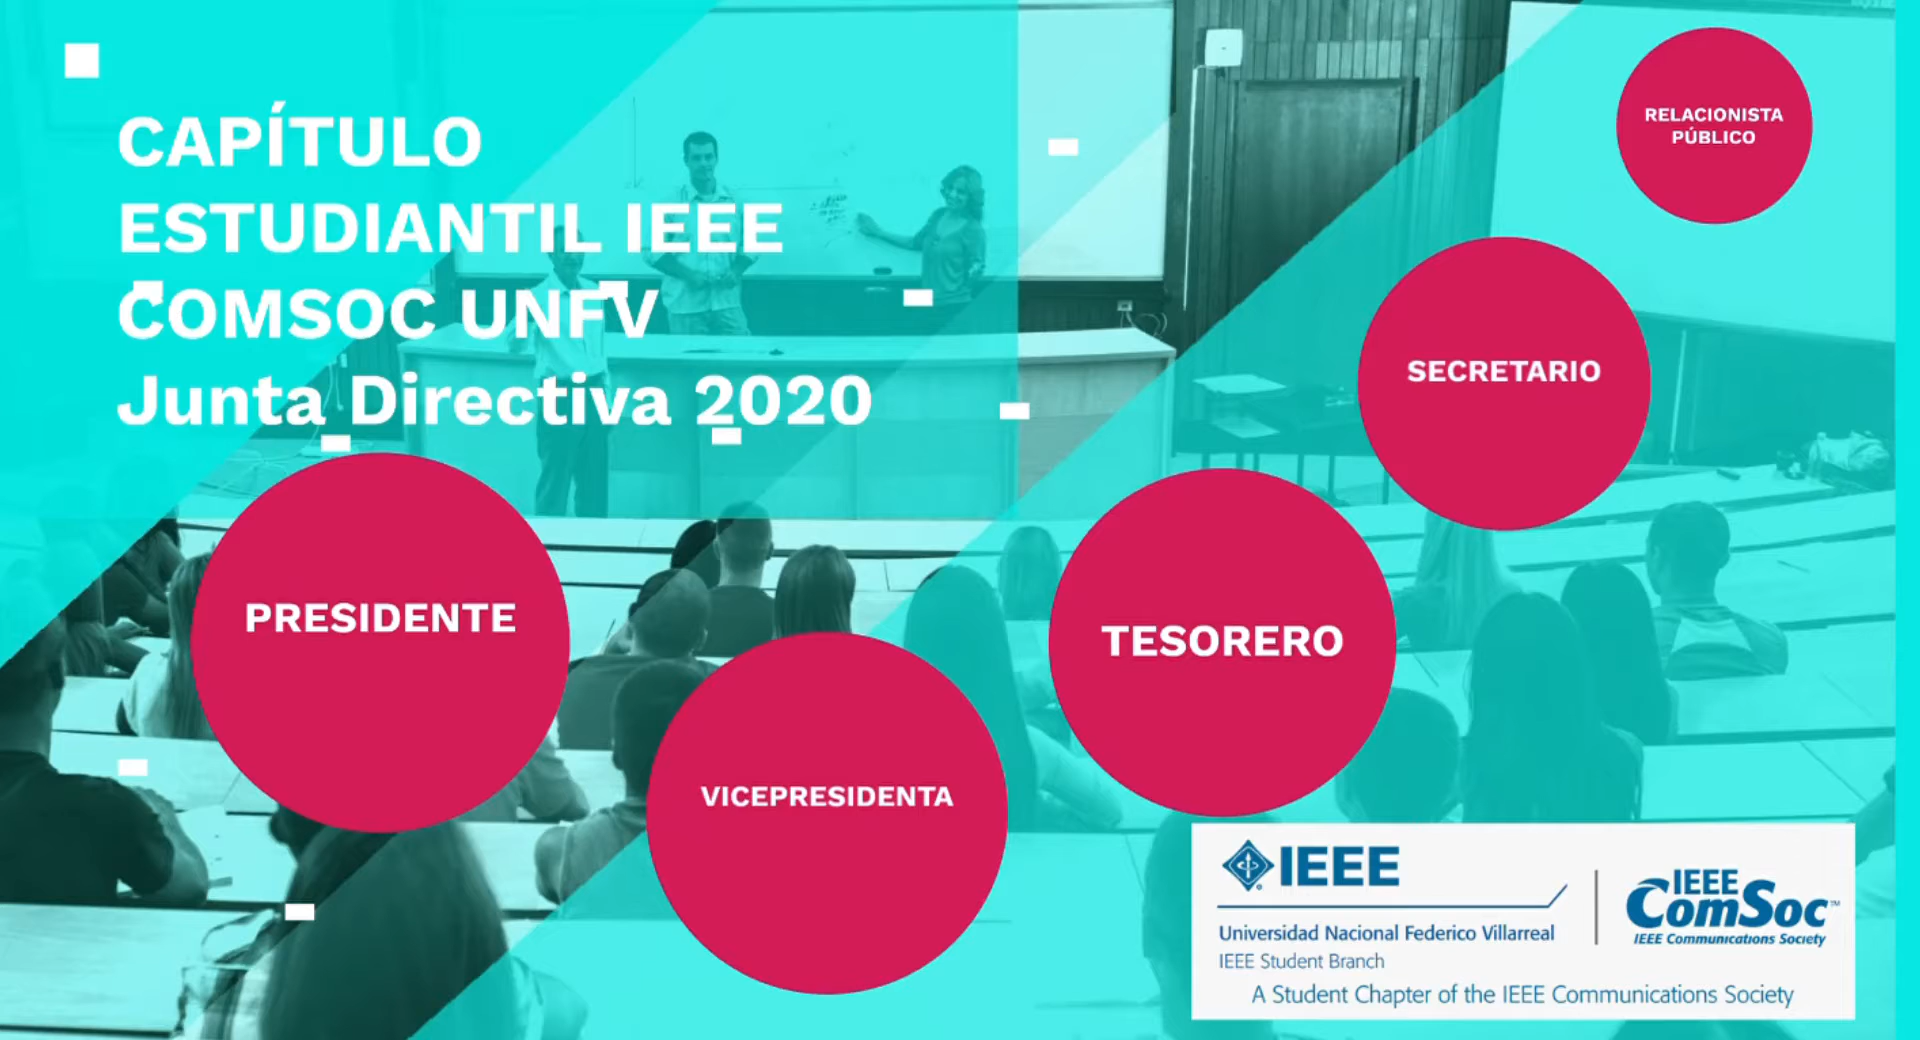 CAPÍTULO
ESTUDIANTIL IEEE
COMSOC UNFV
Junta Directiva 2020
PRESIDENTE
VICEPRESIDENTA
TESORERO
SECRETARIO
RELACIONISTA
PÚBLICO
IEEE
Universidad Nacional Federico Villarreal
IEEE Student Branch
IEEE
ComSoc™
IEEE Communications Society
A Student Chapter of the IEEE Communications Society